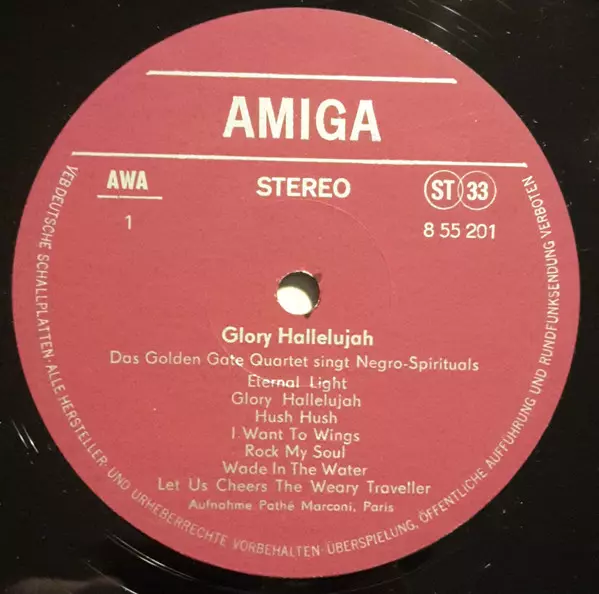 AMIGA
AWA
STEREO
ST 33
1
8 55 201
Glory Hallelujah
Das Golden Gate Quartet singt Negro-Spirituals
Eternal Light
Glory Hallelujah
Hush Hush
I Want To Wings
Rock My Soul
Wade In The Water
Let Us Cheers The Weary Traveller
Aufnahme Pathé Marconi, Paris
VEB DEUTSCHE SCHALLPLATTEN · ALLE HERSTELLER- UND URHEBERRECHTE VORBEHALTEN · ÜBERSPIELUNG, ÖFFENTLICHE AUFFÜHRUNG UND RUNDFUNKSENDUNG VERBOTEN